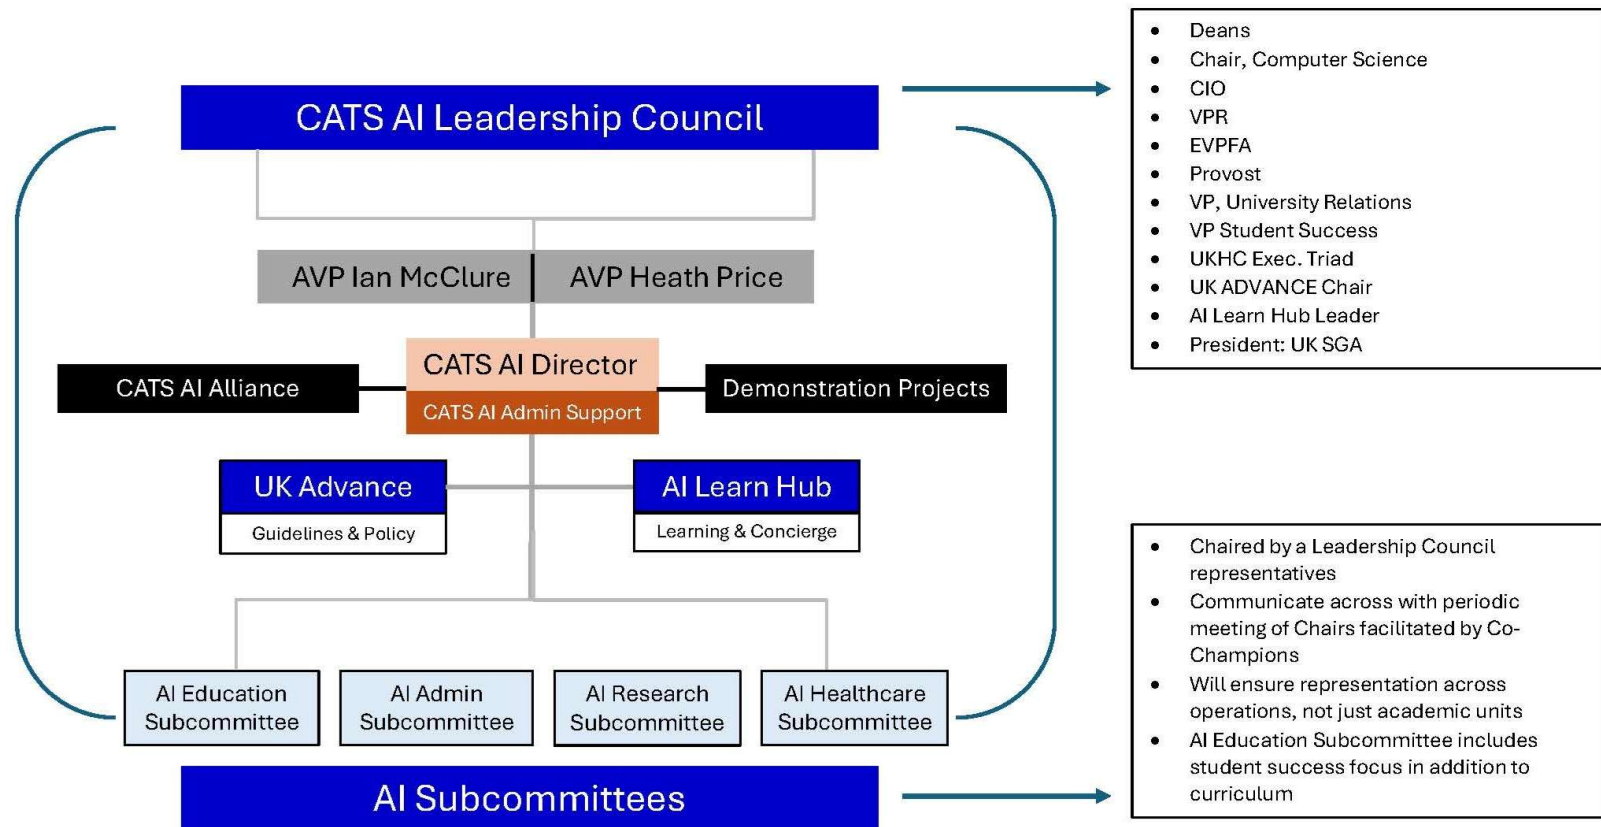 CATS AI Leadership Council
AVP Ian McClure
AVP Heath Price
CATS AI Director
CATS AI Admin Support
CATS AI Alliance
Demonstration Projects
UK Advance
Guidelines & Policy
AI Learn Hub
Learning & Concierge
AI Education
Subcommittee
AI Admin
Subcommittee
AI Research
Subcommittee
AI Healthcare
Subcommittee
AI Subcommittees
• Deans
• Chair, Computer Science
• CIO
• VPR
• EVPFA
• Provost
• VP, University Relations
• VP Student Success
• UKHC Exec. Triad
• UK ADVANCE Chair
• AI Learn Hub Leader
• President: UK SGA
• Chaired by a Leadership Council
representatives
• Communicate across with periodic
meeting of Chairs facilitated by Co-
Champions
• Will ensure representation across
operations, not just academic units
• AI Education Subcommittee includes
student success focus in addition to
curriculum